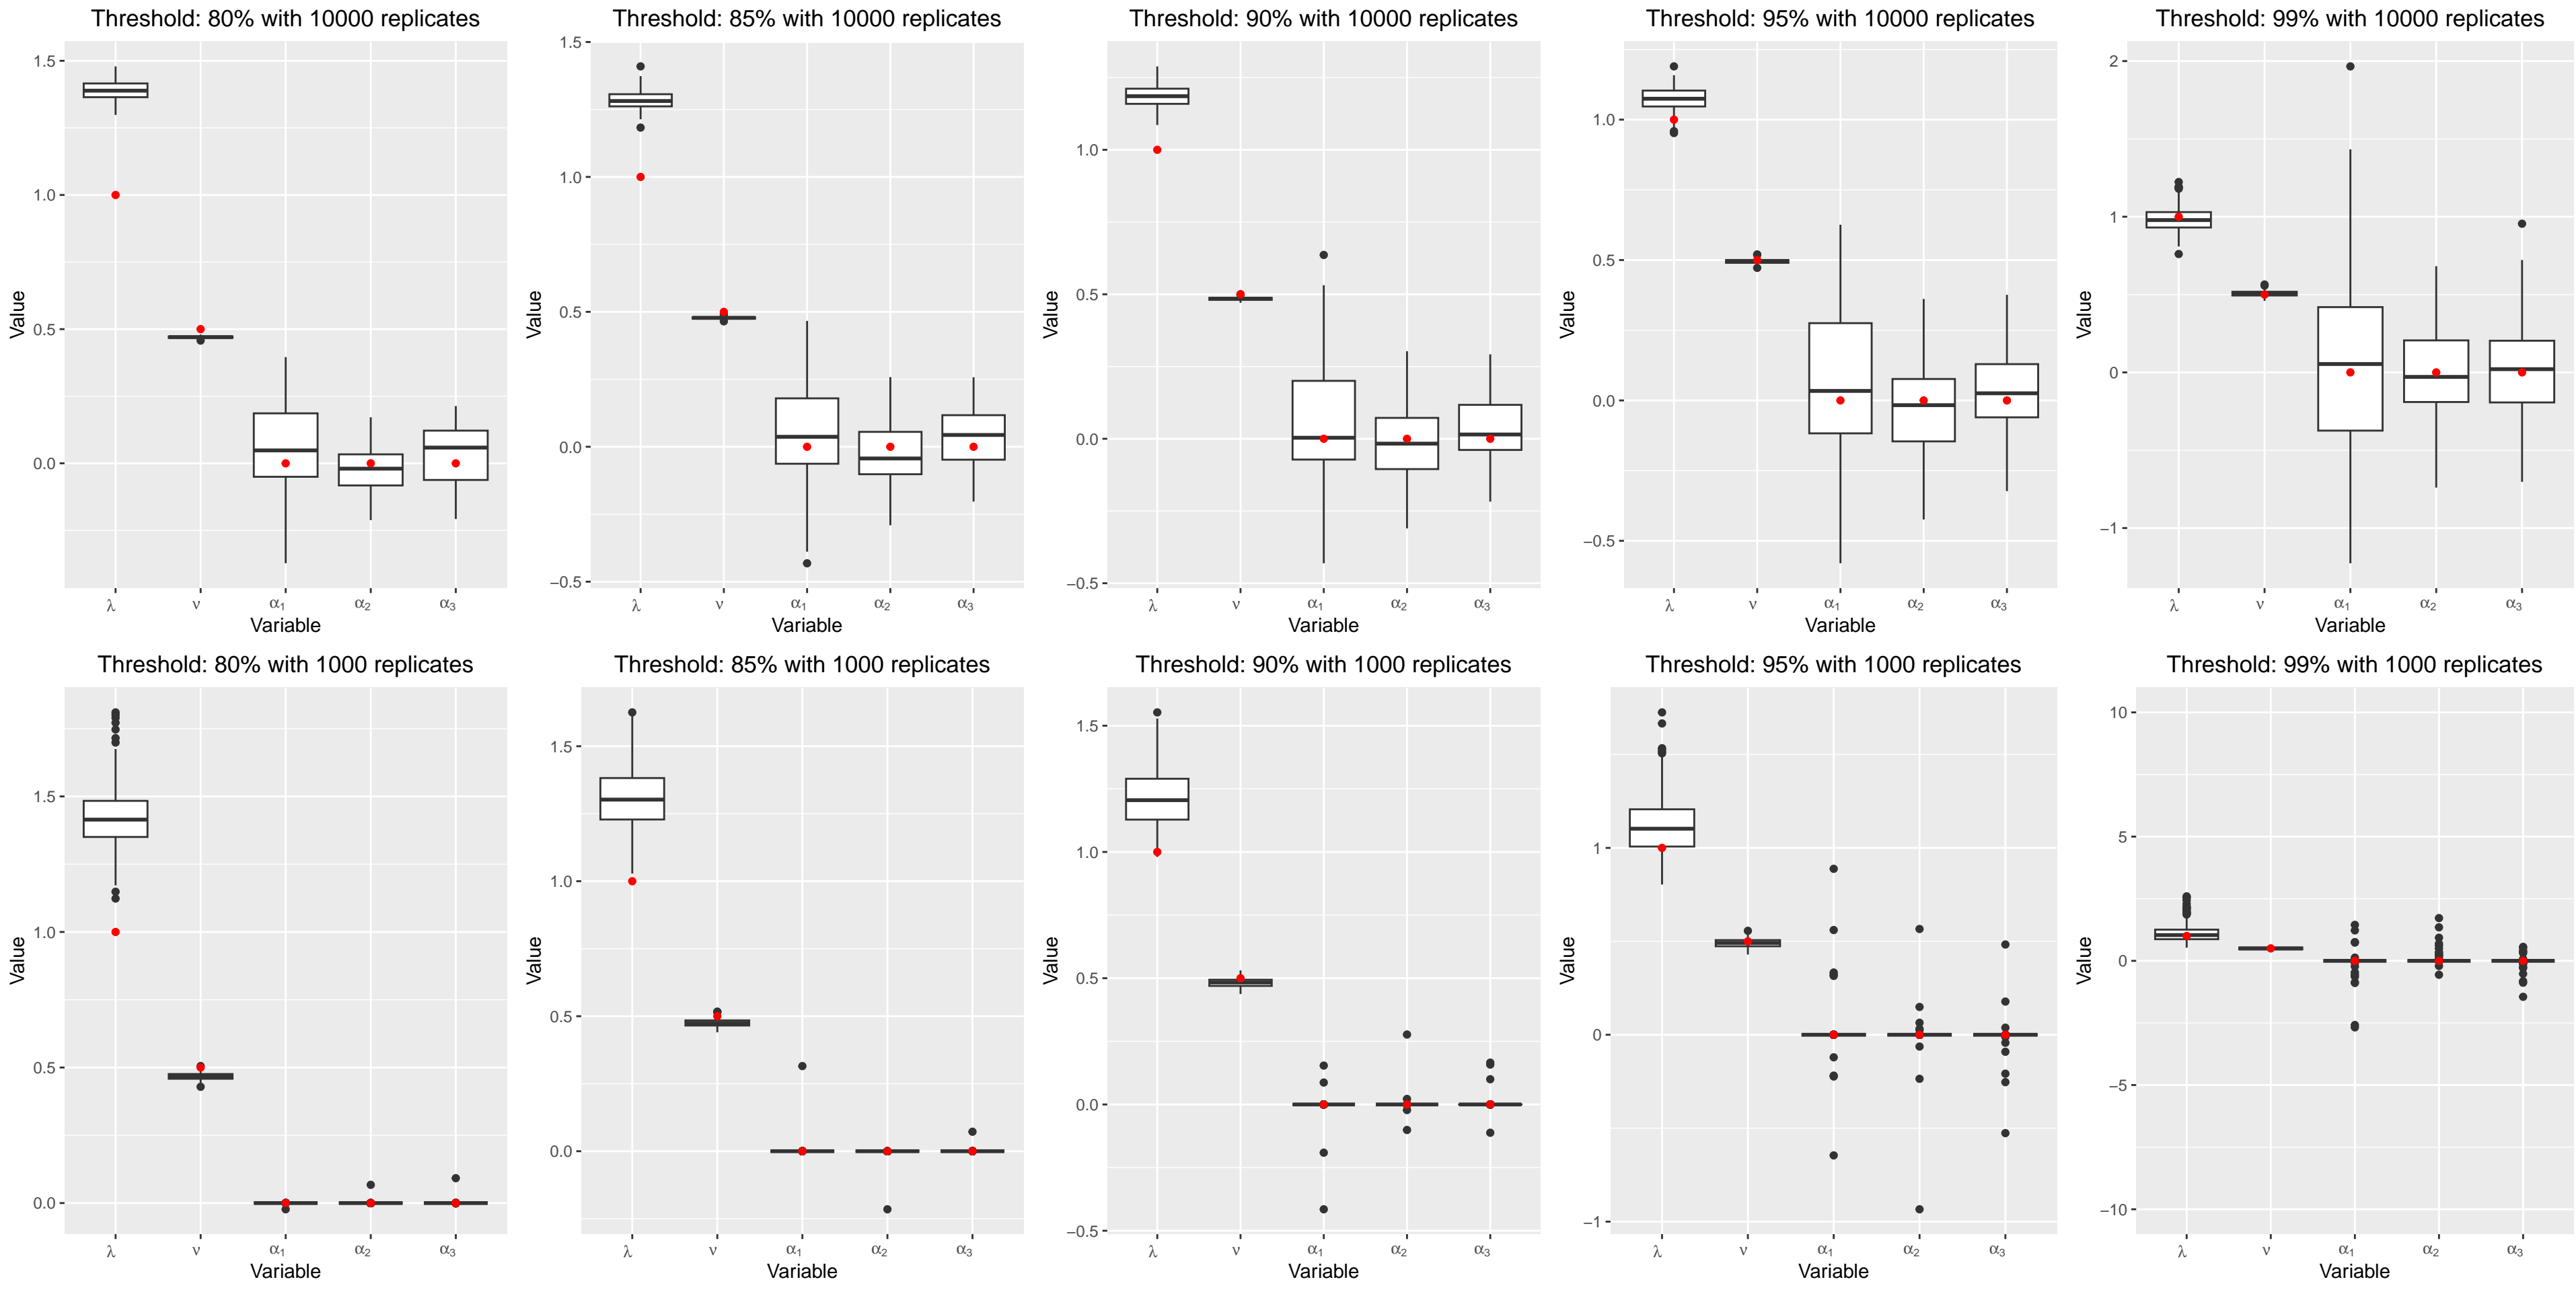 Threshold: 80% with 10000 replicates
Value
1.5
1.0
0.5
0.0
λ ν α₁ α₂ α₃
Variable
Threshold: 85% with 10000 replicates
Value
1.5
1.0
0.5
0.0
−0.5
λ ν α₁ α₂ α₃
Variable
Threshold: 90% with 10000 replicates
Value
1.0
0.5
0.0
−0.5
λ ν α₁ α₂ α₃
Variable
Threshold: 95% with 10000 replicates
Value
1.0
0.5
0.0
−0.5
λ ν α₁ α₂ α₃
Variable
Threshold: 99% with 10000 replicates
Value
2
1
0
−1
λ ν α₁ α₂ α₃
Variable
Threshold: 80% with 1000 replicates
Value
1.5
1.0
0.5
0.0
λ ν α₁ α₂ α₃
Variable
Threshold: 85% with 1000 replicates
Value
1.5
1.0
0.5
0.0
λ ν α₁ α₂ α₃
Variable
Threshold: 90% with 1000 replicates
Value
1.5
1.0
0.5
0.0
−0.5
λ ν α₁ α₂ α₃
Variable
Threshold: 95% with 1000 replicates
Value
1
0
−1
λ ν α₁ α₂ α₃
Variable
Threshold: 99% with 1000 replicates
Value
10
5
0
−5
−10
λ ν α₁ α₂ α₃
Variable